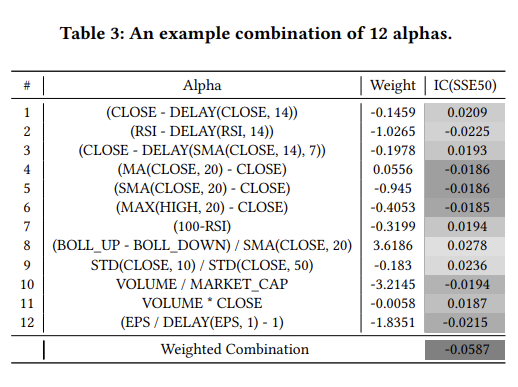 Table 3: An example combination of 12 alphas.
# Alpha Weight IC(SSE50)
1 (CLOSE - DELAY(CLOSE, 14)) -0.1459 0.0209
2 (RSI - DELAY(RSI, 14)) -1.0265 -0.0225
3 (CLOSE - DELAY(SMA(CLOSE, 14), 7)) -0.1978 0.0193
4 (MA(CLOSE, 20) - CLOSE) 0.0556 -0.0186
5 (SMA(CLOSE, 20) - CLOSE) -0.945 -0.0186
6 (MAX(HIGH, 20) - CLOSE) -0.4053 -0.0185
7 (100-RSI) -0.3199 0.0194
8 (BOLL_UP - BOLL_DOWN) / SMA(CLOSE, 20) 3.6186 0.0278
9 STD(CLOSE, 10) / STD(CLOSE, 50) -0.183 0.0236
10 VOLUME / MARKET_CAP -3.2145 -0.0194
11 VOLUME * CLOSE -0.0058 0.0187
12 (EPS / DELAY(EPS, 1) - 1) -1.8351 -0.0215
Weighted Combination -0.0587